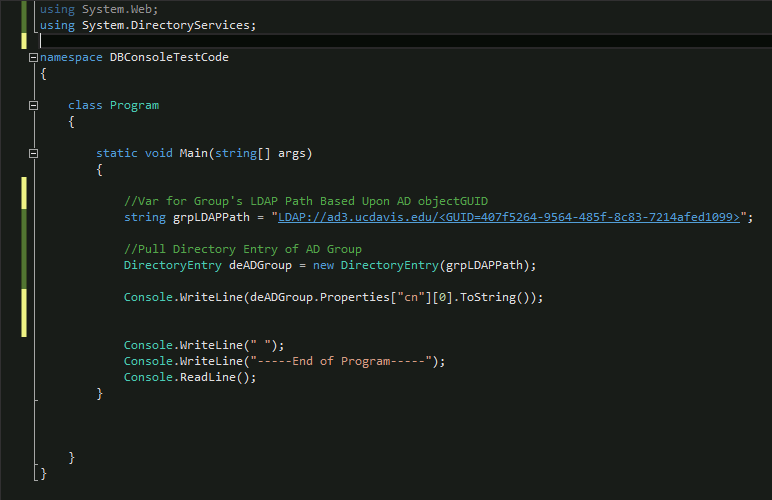 using System.Web;
using System.DirectoryServices;
namespace DBConsoleTestCode
{
class Program
{
static void Main(string[] args)
{
//Var for Group's LDAP Path Based Upon AD objectGUID
string grpLDAPPath = "LDAP://ad3.ucdavis.edu/<GUID=407f5264-9564-485f-8c83-7214afed1099>";
//Pull Directory Entry of AD Group
DirectoryEntry deADGroup = new DirectoryEntry(grpLDAPPath);
Console.WriteLine(deADGroup.Properties["cn"][0].ToString());
Console.WriteLine(" ");
Console.WriteLine("-----End of Program-----");
Console.ReadLine();
}
}
}